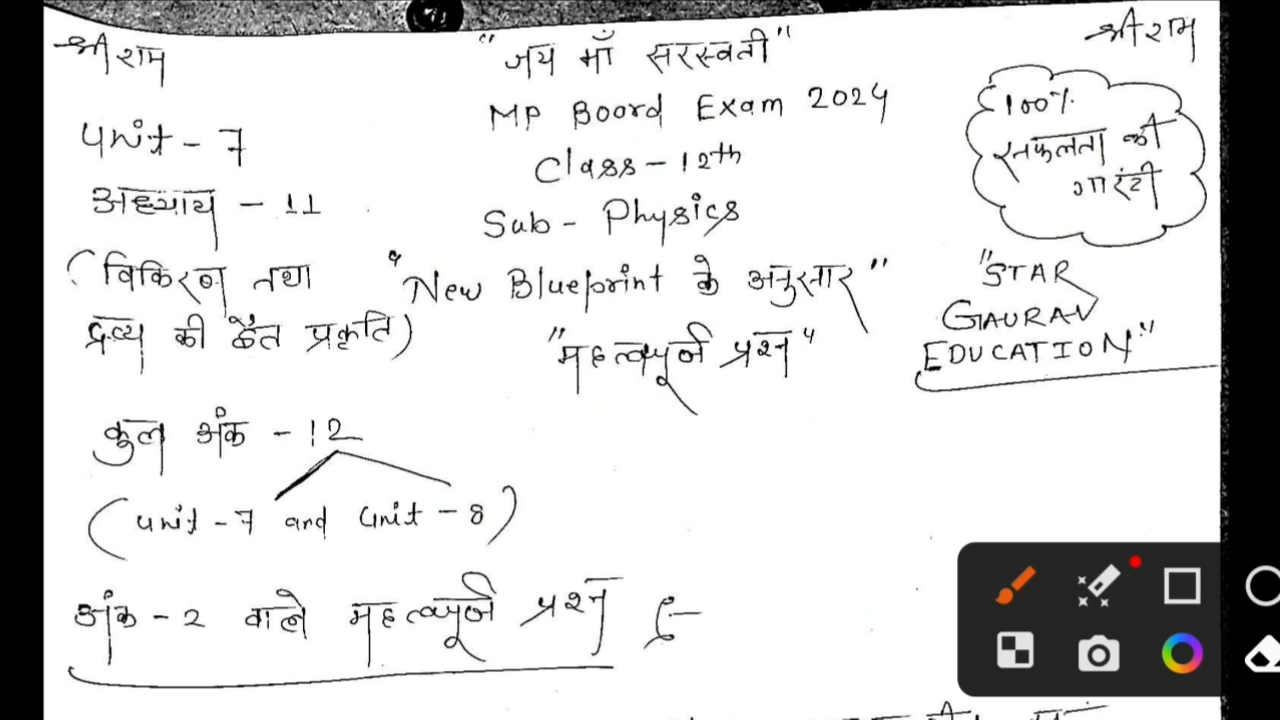 श्री राम
"जय माँ सरस्वती"
श्री राम
MP Board Exam 2024
Unit - 7
Class - 12th
अध्याय - 11
Sub - Physics
100%
सफलता की
गारंटी
(विकिरण तथा
द्रव्य की द्वैत प्रकृति)
"New Blueprint के अनुसार"
"महत्वपूर्ण प्रश्न"
"STAR
GAURAV
EDUCATION"
कुल अंक - 12
(Unit - 7 and Unit - 8)
अंक - 2 वाले महत्वपूर्ण प्रश्न :-